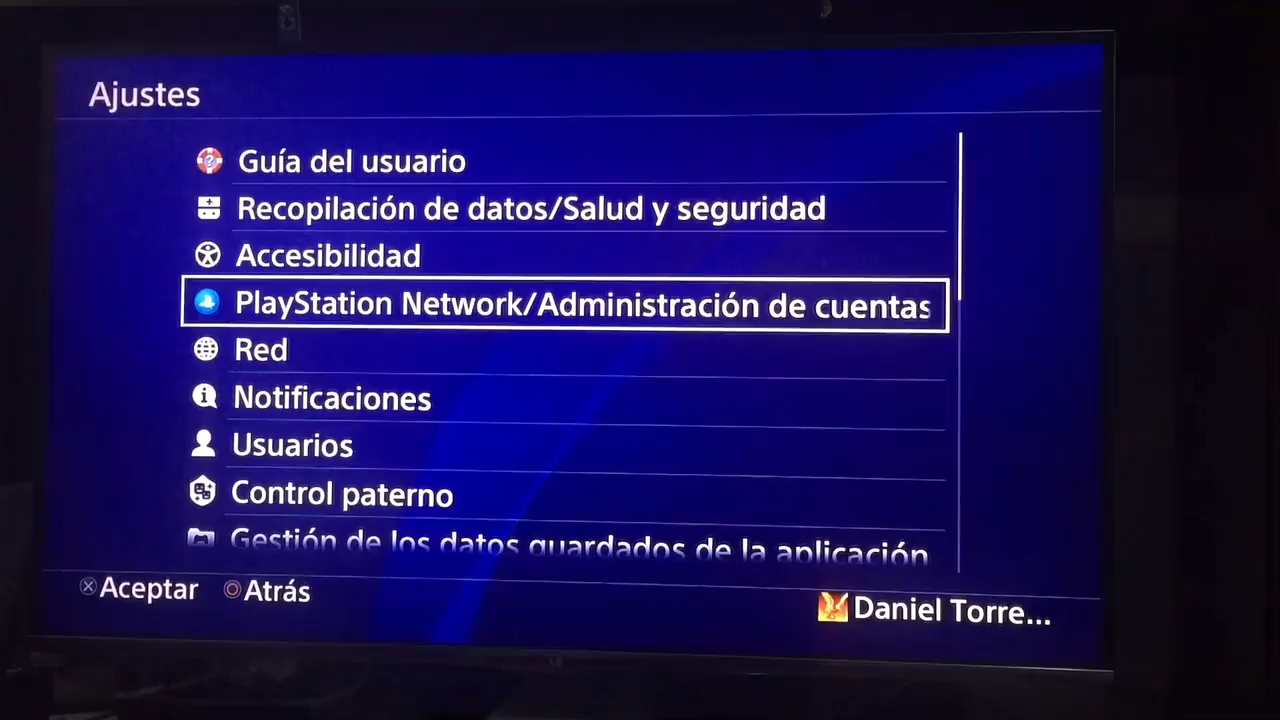 Ajustes
Guía del usuario
Recopilación de datos/Salud y seguridad
Accesibilidad
PlayStation Network/Administración de cuentas
Red
Notificaciones
Usuarios
Control paterno
Gestión de los datos guardados de la aplicación
Aceptar Atrás
Daniel Torre...
LG